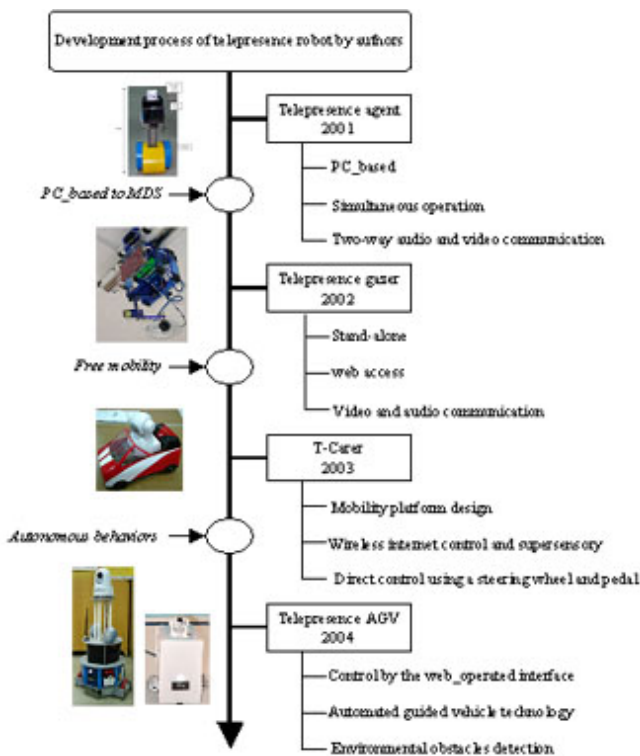 Development process of telepresence robot by authors
Telepresence agent
2001
PC_based
PC_based to MDS
Simultaneous operation
Two-way audio and video communication
Telepresence gazer
2002
Stand-alone
Free mobility
web access
Video and audio communication
T-Carer
2003
Mobility platform design
Autonomous behaviors
Wireless internet control and supersensory
Direct control using a steering wheel and pedal
Telepresence AGV
2004
Control by the web_operated interface
Automated guided vehicle technology
Environmental obstacles detection